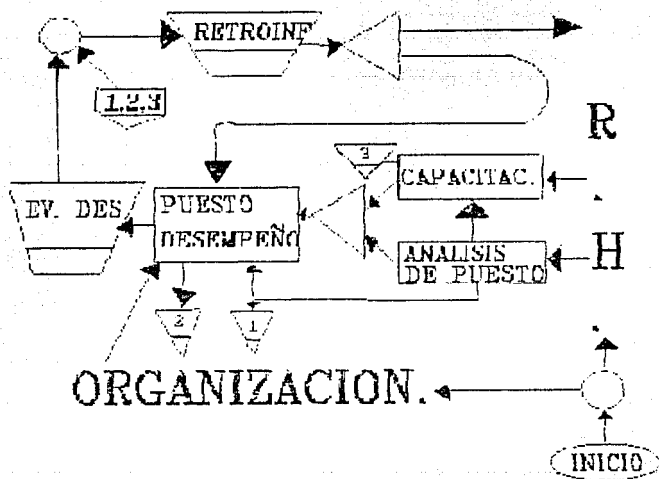 RETROINF
1,2,3
R
.
H
.
3
CAPACITAC.
EV. DES.
PUESTO
DESEMPEÑO
ANALISIS
DE PUESTO
2
1
ORGANIZACION.
INICIO